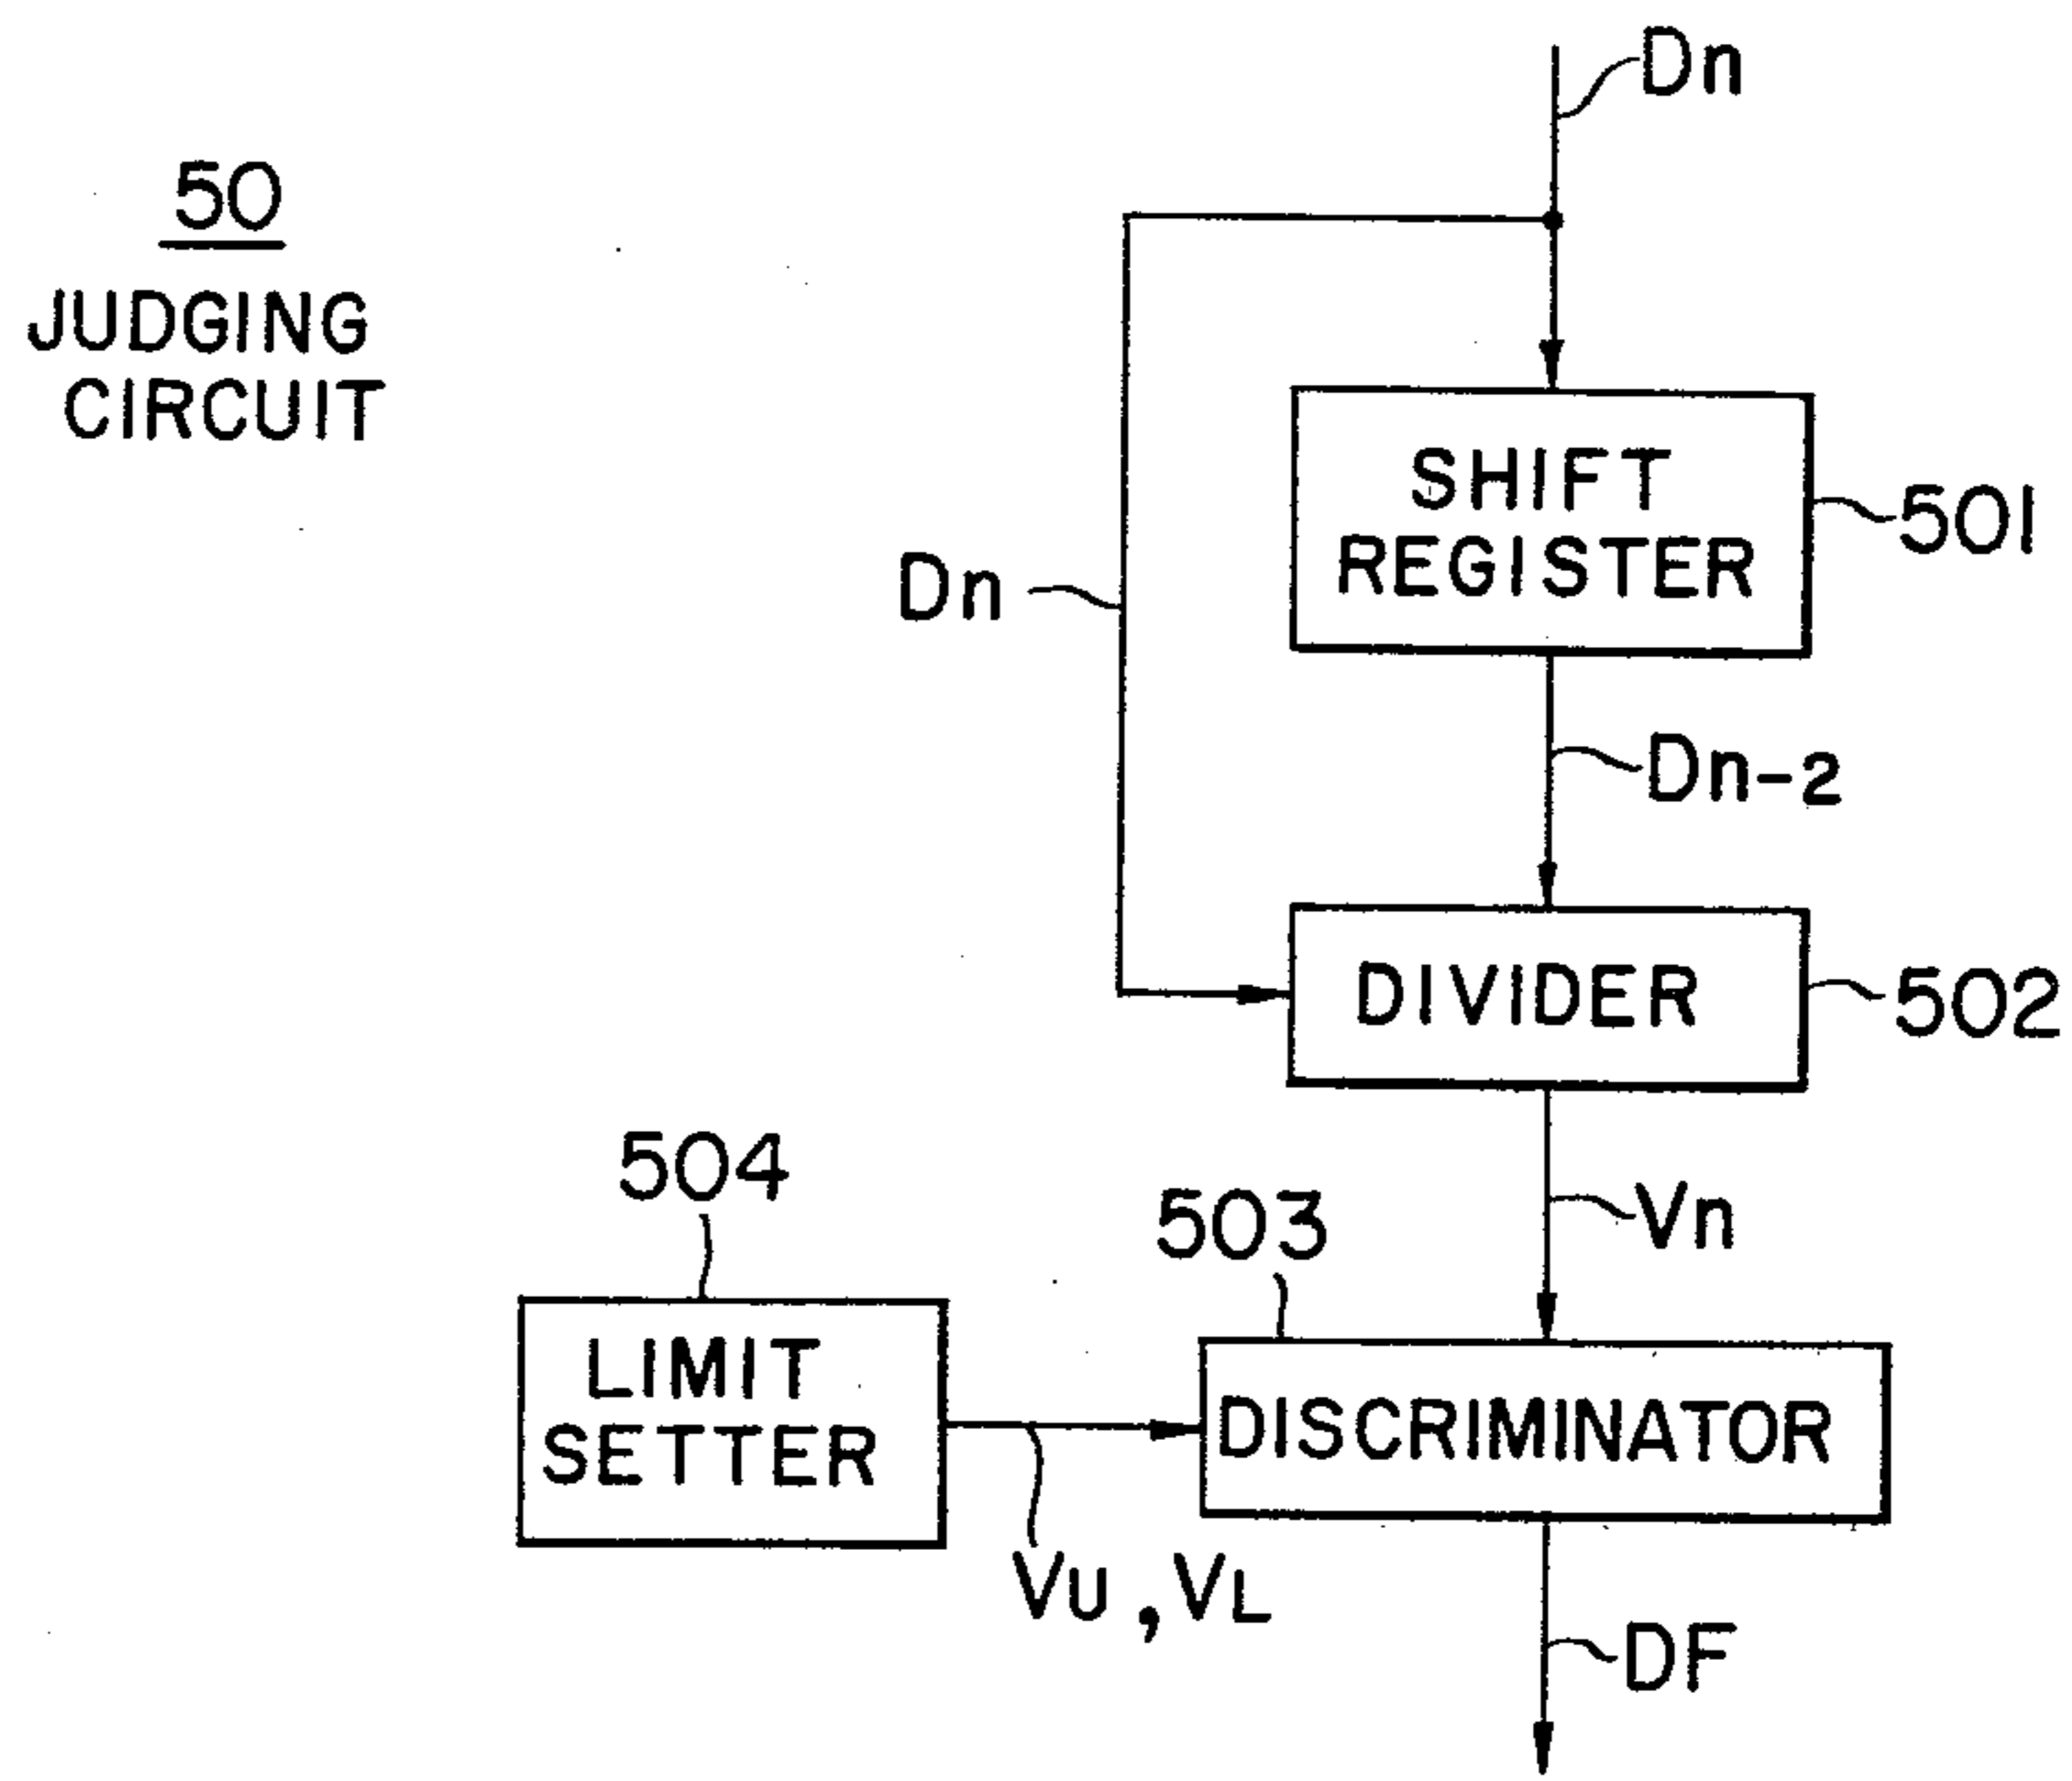 Dn
50
JUDGING
CIRCUIT
SHIFT
REGISTER
501
Dn
Dn-2
DIVIDER
502
504
503
Vn
LIMIT
SETTER
DISCRIMINATOR
VU , VL
DF